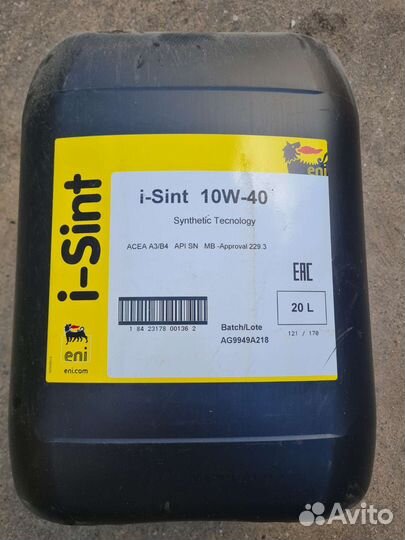 i-Sint
eni
eni.com
eni
i-Sint 10W-40
Synthetic Tecnology
ACEA A3/B4 API SN MB -Approval 229.3
EAC
20 L
1 84 23178 00136 2
Batch/Lote
AG9949A218
121 / 170
Avito